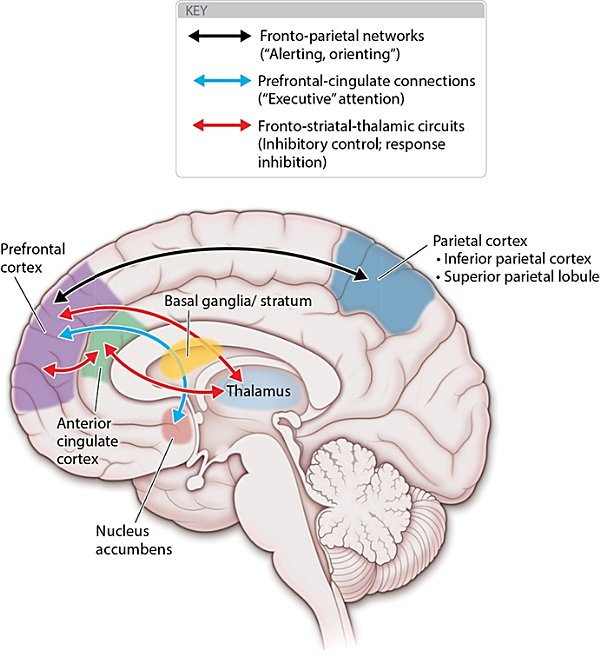 KEY
Fronto-parietal networks
(“Alerting, orienting”)
Prefrontal-cingulate connections
(“Executive” attention)
Fronto-striatal-thalamic circuits
(Inhibitory control; response
inhibition)
Prefrontal
cortex
Parietal cortex
• Inferior parietal cortex
• Superior parietal lobule
Basal ganglia/ stratum
Thalamus
Anterior
cingulate
cortex
Nucleus
accumbens